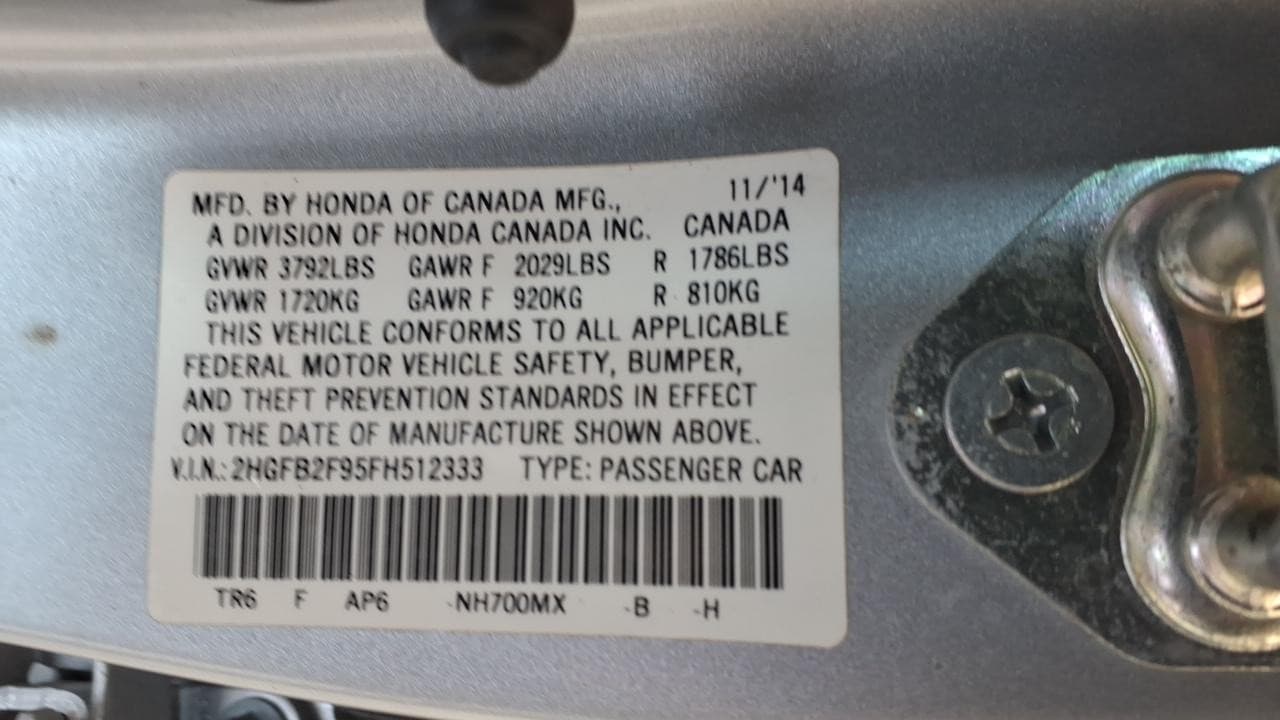 MFD. BY HONDA OF CANADA MFG., 11/'14
A DIVISION OF HONDA CANADA INC. CANADA
GVWR 3792LBS GAWR F 2029LBS R 1786LBS
GVWR 1720KG GAWR F 920KG R 810KG
THIS VEHICLE CONFORMS TO ALL APPLICABLE
FEDERAL MOTOR VEHICLE SAFETY, BUMPER,
AND THEFT PREVENTION STANDARDS IN EFFECT
ON THE DATE OF MANUFACTURE SHOWN ABOVE.
V.I.N.: 2HGFB2F95FH512333 TYPE: PASSENGER CAR
TR6 F AP6 -NH700MX -B -H